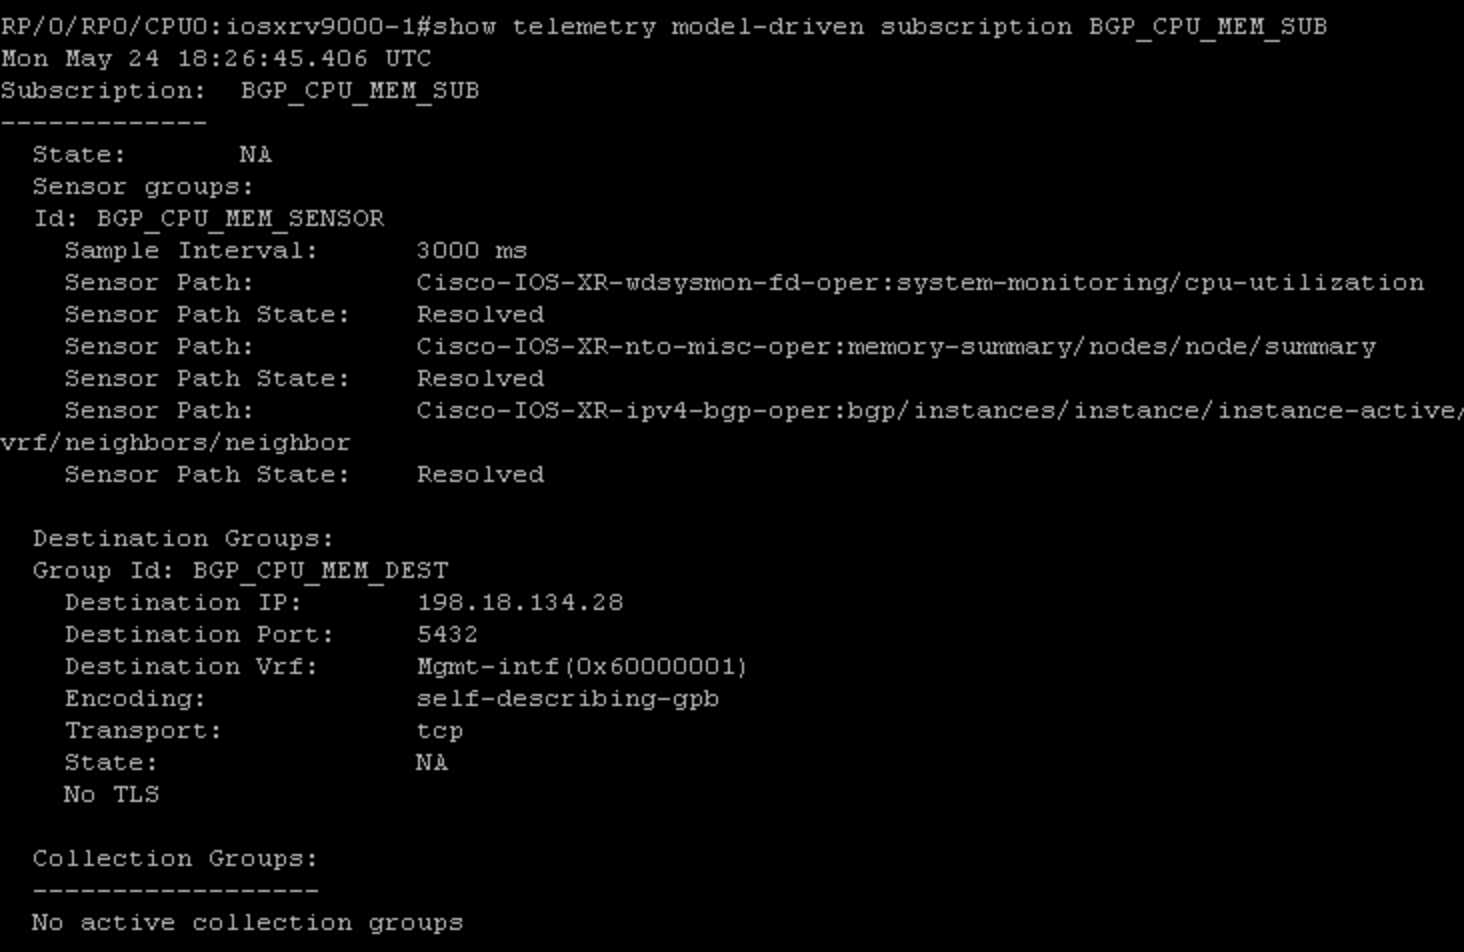 RP/0/RP0/CPU0:iosxrv9000-1#show telemetry model-driven subscription BGP_CPU_MEM_SUB
Mon May 24 18:26:45.406 UTC
Subscription:  BGP_CPU_MEM_SUB
-------------
  State:       NA
  Sensor groups:
  Id: BGP_CPU_MEM_SENSOR
    Sample Interval:      3000 ms
    Sensor Path:          Cisco-IOS-XR-wdsysmon-fd-oper:system-monitoring/cpu-utilization
    Sensor Path State:    Resolved
    Sensor Path:          Cisco-IOS-XR-nto-misc-oper:memory-summary/nodes/node/summary
    Sensor Path State:    Resolved
    Sensor Path:          Cisco-IOS-XR-ipv4-bgp-oper:bgp/instances/instance/instance-active/
vrf/neighbors/neighbor
    Sensor Path State:    Resolved

  Destination Groups:
  Group Id: BGP_CPU_MEM_DEST
    Destination IP:       198.18.134.28
    Destination Port:     5432
    Destination Vrf:      Mgmt-intf(0x60000001)
    Encoding:             self-describing-gpb
    Transport:            tcp
    State:                NA
    No TLS

  Collection Groups:
  ------------------
  No active collection groups